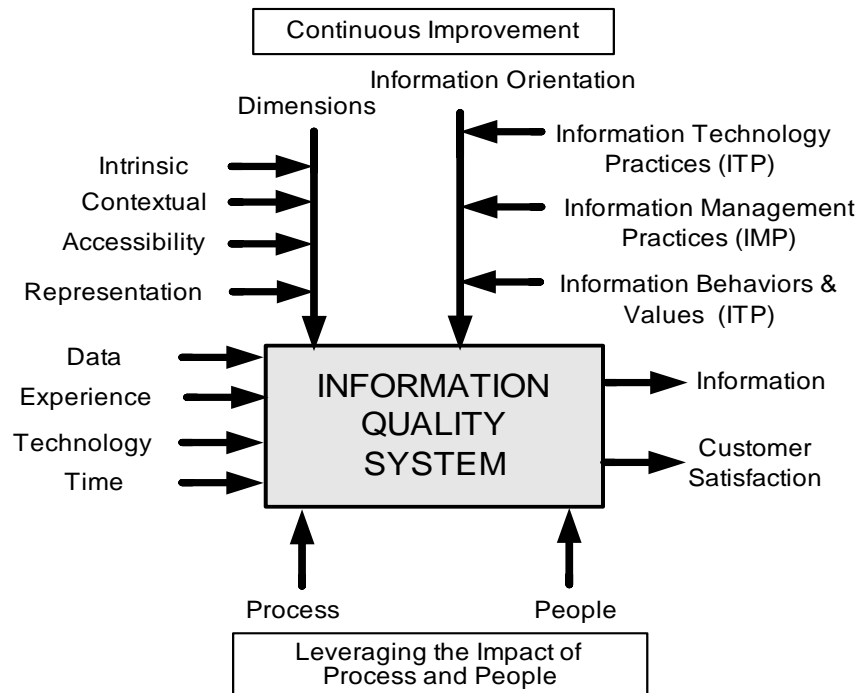 Continuous Improvement
Information Orientation
Dimensions
Information Technology
Practices (ITP)
Intrinsic
Contextual
Information Management
Practices (IMP)
Accessibility
Representation
Information Behaviors &
Values (ITP)
Data
Experience
Technology
Time
INFORMATION
QUALITY
SYSTEM
Information
Customer
Satisfaction
Process
People
Leveraging the Impact of
Process and People